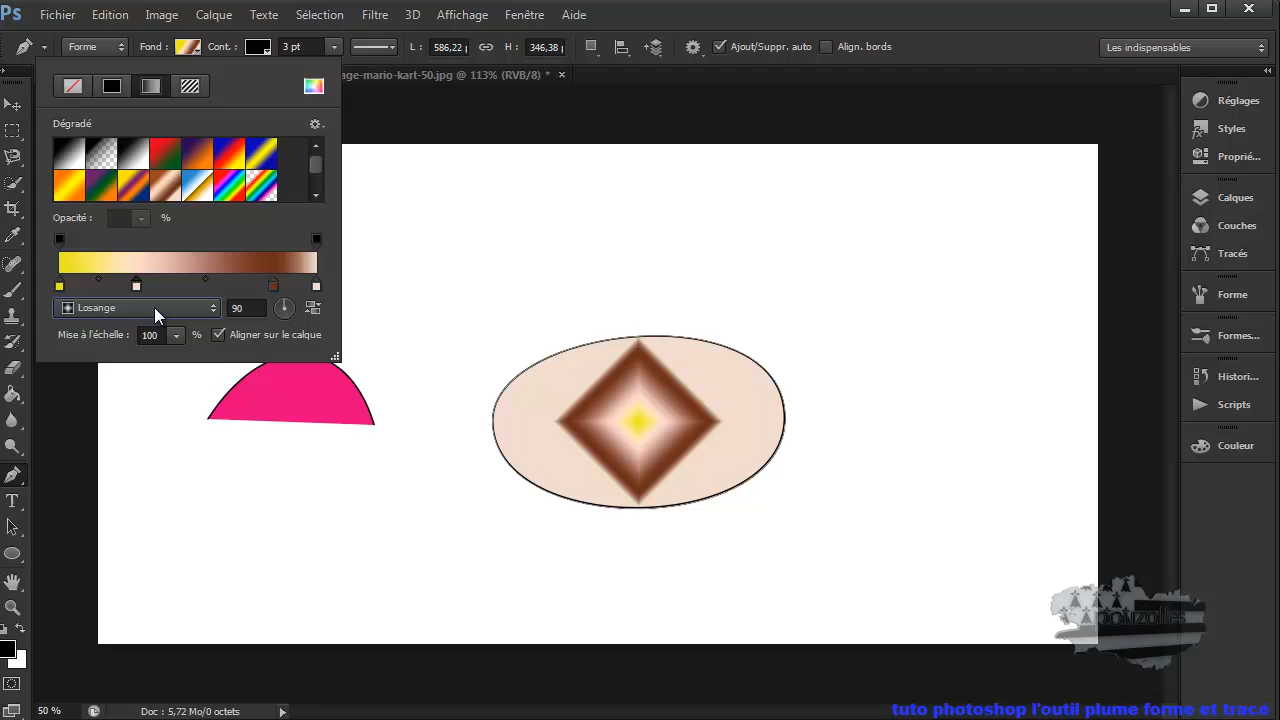 Ps Fichier Edition Image Calque Texte Sélection Filtre 3D Affichage Fenêtre Aide
Forme Fond : Cont. : 3 pt L : 586,22 H : 346,38 Ajout/Suppr. auto Align. bords Les indispensables
age-mario-kart-50.jpg @ 113% (RVB/8) *
Dégradé
Opacité : %
Losange 90
Mise à l'échelle : 100 % Aligner sur le calque
Réglages
Styles
Proprié...
Calques
Couches
Tracés
Forme
Formes...
Histori...
Scripts
Couleur
50 % Doc : 5,72 Mo/0 octets
tuto photoshop l'outil plume forme et tracé